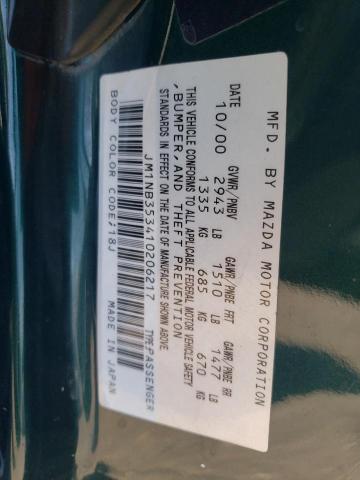 MFD. BY MAZDA MOTOR CORPORATION
DATE GVWR/PNBV GAWR/PNBE FRT GAWR/PNBE RR
10/00 2943 LB 1510 LB 1477 LB
1335 KG 685 KG 670 KG
THIS VEHICLE CONFORMS TO ALL APPLICABLE FEDERAL MOTOR VEHICLE SAFETY
,BUMPER,AND THEFT PREVENTION
STANDARDS IN EFFECT ON THE DATE OF MANUFACTURE SHOWN ABOVE.
JM1NB353410206217 TYPE:PASSENGER
BODY COLOR CODE:18J MADE IN JAPAN